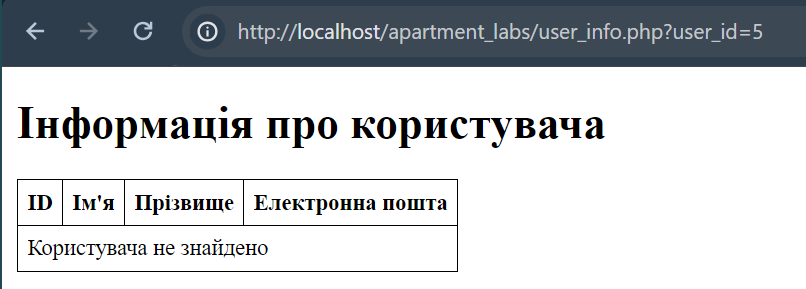 http://localhost/apartment_labs/user_info.php?user_id=5
Інформація про користувача
ID Ім'я Прізвище Електронна пошта
Користувача не знайдено